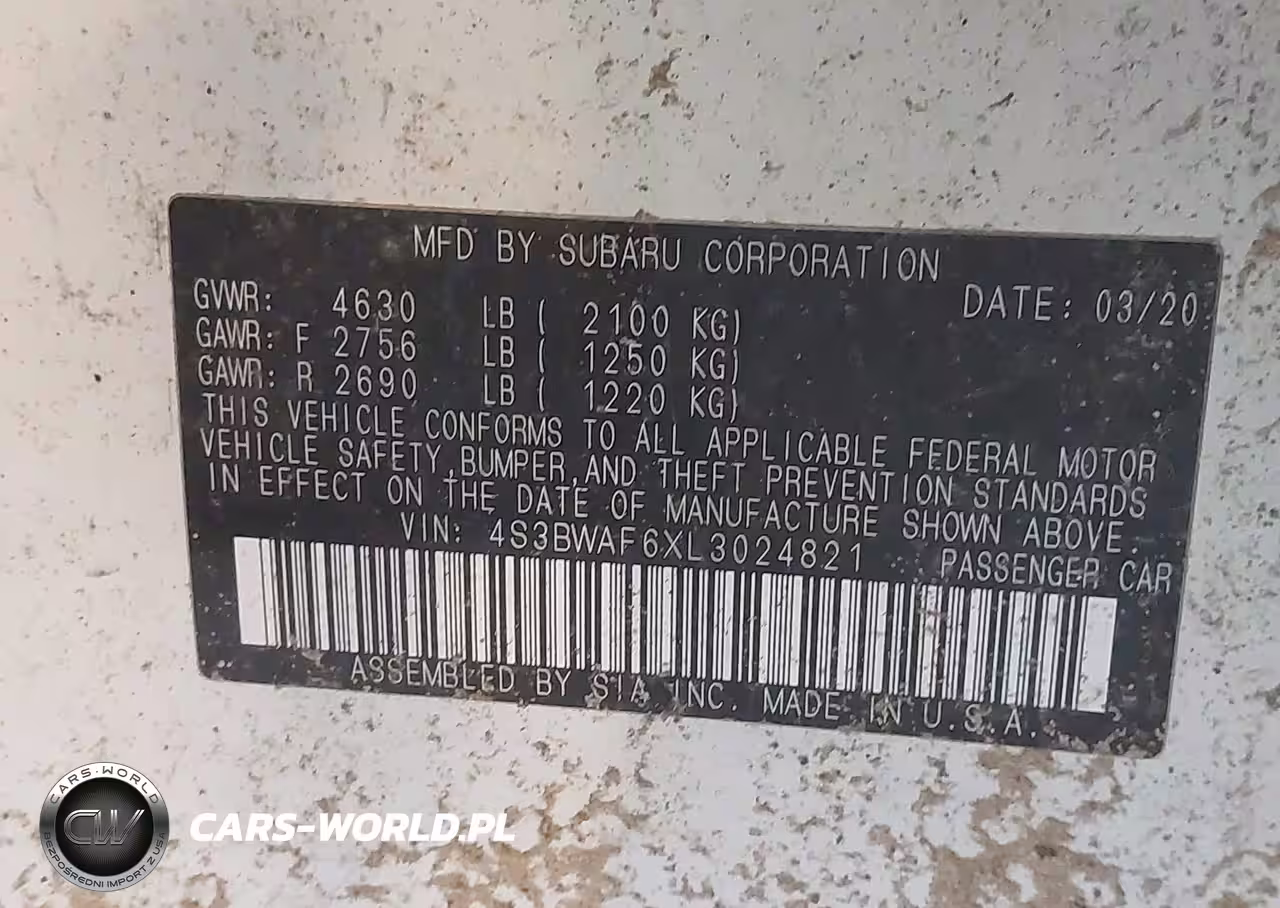 MFD BY SUBARU CORPORATION
GVWR: 4630 LB ( 2100 KG) DATE: 03/20
GAWR: F 2756 LB ( 1250 KG)
GAWR: R 2690 LB ( 1220 KG)
THIS VEHICLE CONFORMS TO ALL APPLICABLE FEDERAL MOTOR
VEHICLE SAFETY, BUMPER, AND THEFT PREVENTION STANDARDS
IN EFFECT ON THE DATE OF MANUFACTURE SHOWN ABOVE.
VIN: 4S3BWAF6XL3024821 PASSENGER CAR
ASSEMBLED BY SIA INC. MADE IN U.S.A.
CARS-WORLD
CW
BEZPOŚREDNI IMPORT Z USA
CARS-WORLD.PL